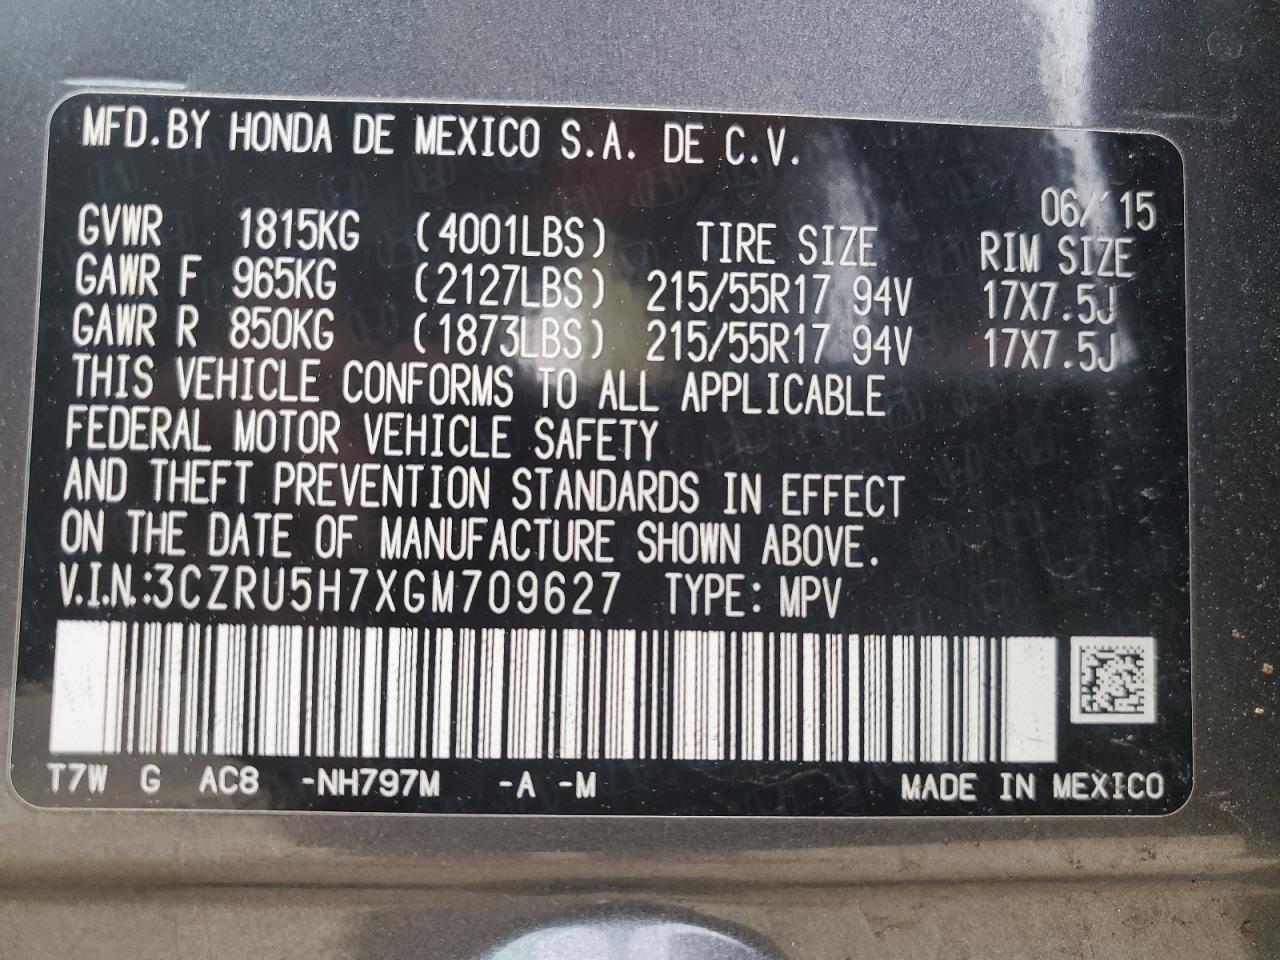 MFD.BY HONDA DE MEXICO S.A. DE C.V.
06/'15
GVWR 1815KG (4001LBS) TIRE SIZE RIM SIZE
GAWR F 965KG (2127LBS) 215/55R17 94V 17X7.5J
GAWR R 850KG (1873LBS) 215/55R17 94V 17X7.5J
THIS VEHICLE CONFORMS TO ALL APPLICABLE
FEDERAL MOTOR VEHICLE SAFETY
AND THEFT PREVENTION STANDARDS IN EFFECT
ON THE DATE OF MANUFACTURE SHOWN ABOVE.
V.I.N.:3CZRU5H7XGM709627 TYPE: MPV
T7W G AC8 -NH797M -A -M MADE IN MEXICO